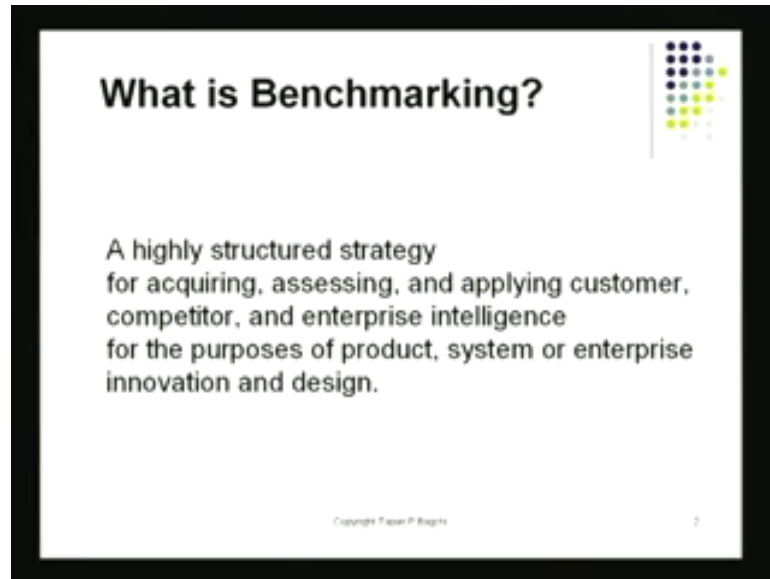 What is Benchmarking?
A highly structured strategy
for acquiring, assessing, and applying customer,
competitor, and enterprise intelligence
for the purposes of product, system or enterprise
innovation and design.
Copyright Tapan P Bagchi
2